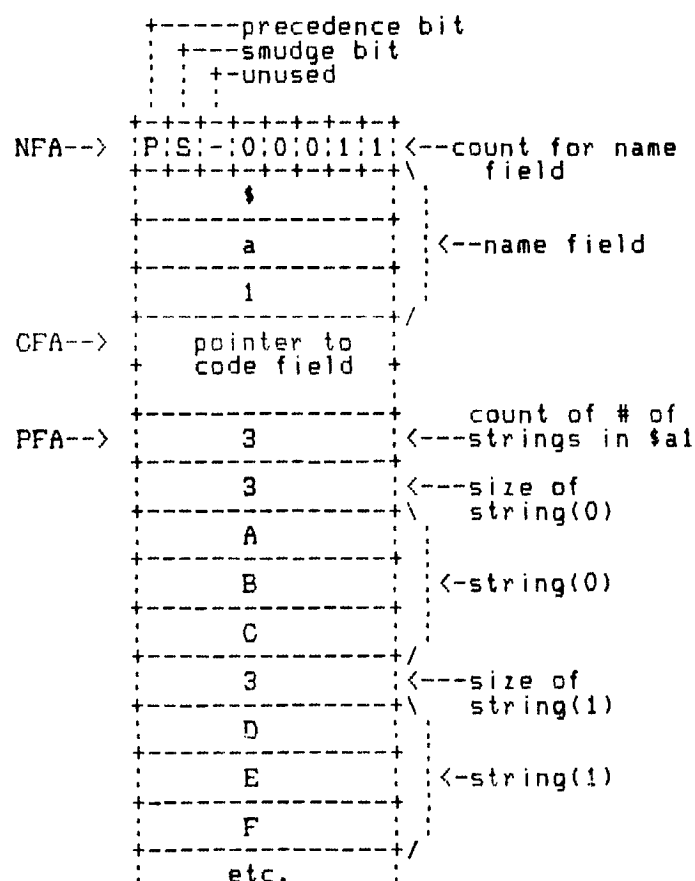 +-----precedence bit
+---smudge bit
+-unused
+-+-+-+-+-+-+-+-+
NFA--> :P:S:-:0:0:0:1:1:<--count for name
+-+-+-+-+-+-+-+-+\ field
$
+---------------+
a <--name field
+---------------+
1
+---------------+/
CFA--> : pointer to :
+ code field +
+---------------+ count of # of
PFA--> : 3 :<---strings in $a1
+---------------+
: 3 :<---size of
+---------------+\ string(0)
A
+---------------+
B <-string(0)
+---------------+
C
+---------------+/
: 3 :<---size of
+---------------+\ string(1)
D
+---------------+
E <-string(1)
+---------------+
F
+---------------+/
: etc. :